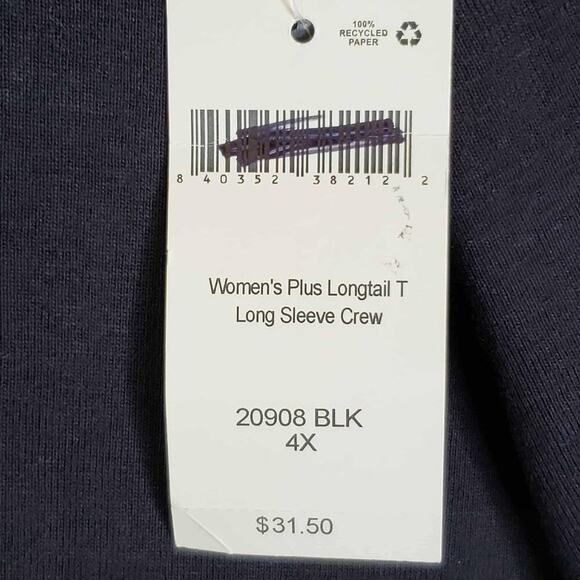 100%
RECYCLED
PAPER
8 40352 38212 2
Women's Plus Longtail T
Long Sleeve Crew
20908 BLK
4X
$31.50